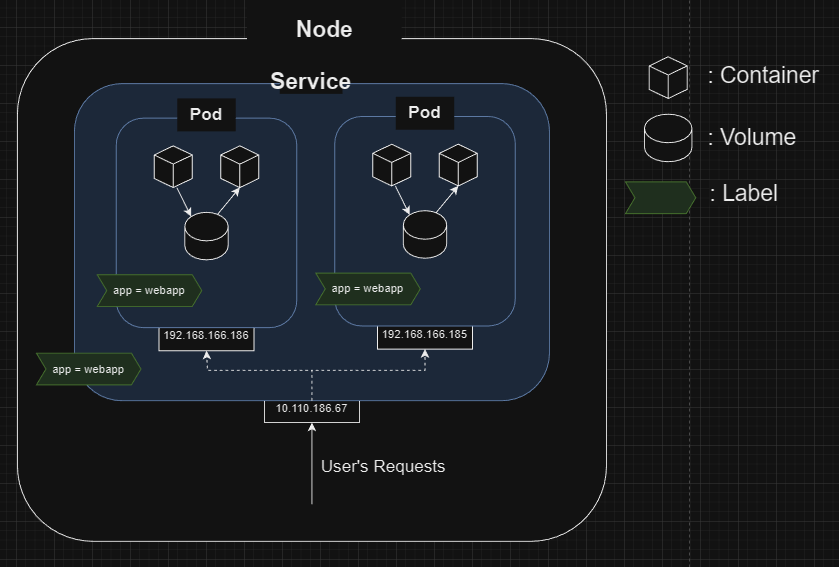 Node
Service
Pod
Pod
app = webapp
app = webapp
192.168.166.186
192.168.166.185
app = webapp
10.110.186.67
User's Requests
: Container
: Volume
: Label